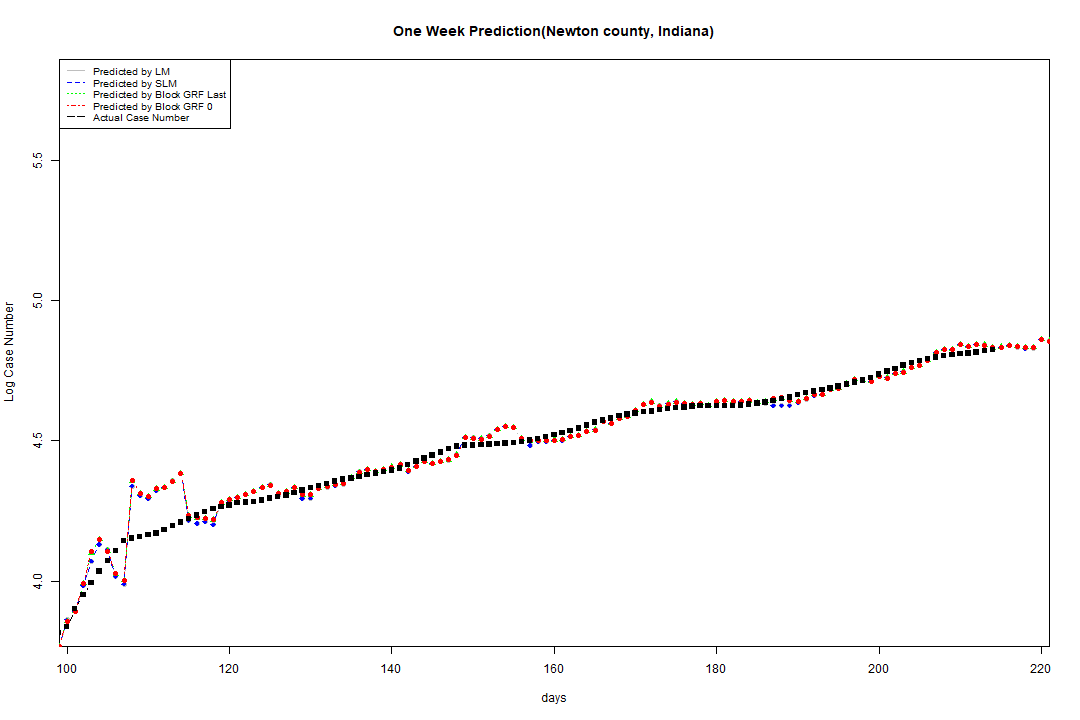 One Week Prediction(Newton county, Indiana)
Predicted by LM
Predicted by SLM
Predicted by Block GRF Last
Predicted by Block GRF 0
Actual Case Number
5.5
5.0
4.5
4.0
Log Case Number
100 120 140 160 180 200 220
days